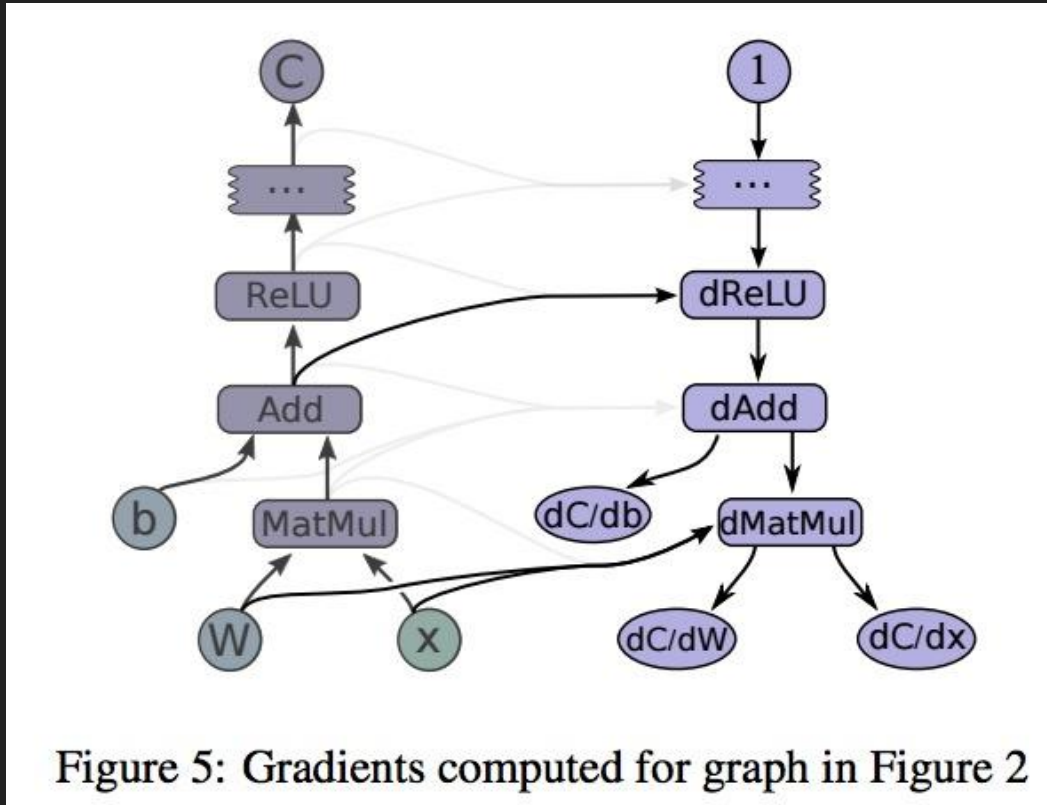 C
1
...
...
ReLU
dReLU
Add
dAdd
b
MatMul
dC/db
dMatMul
W
x
dC/dW
dC/dx
Figure 5: Gradients computed for graph in Figure 2